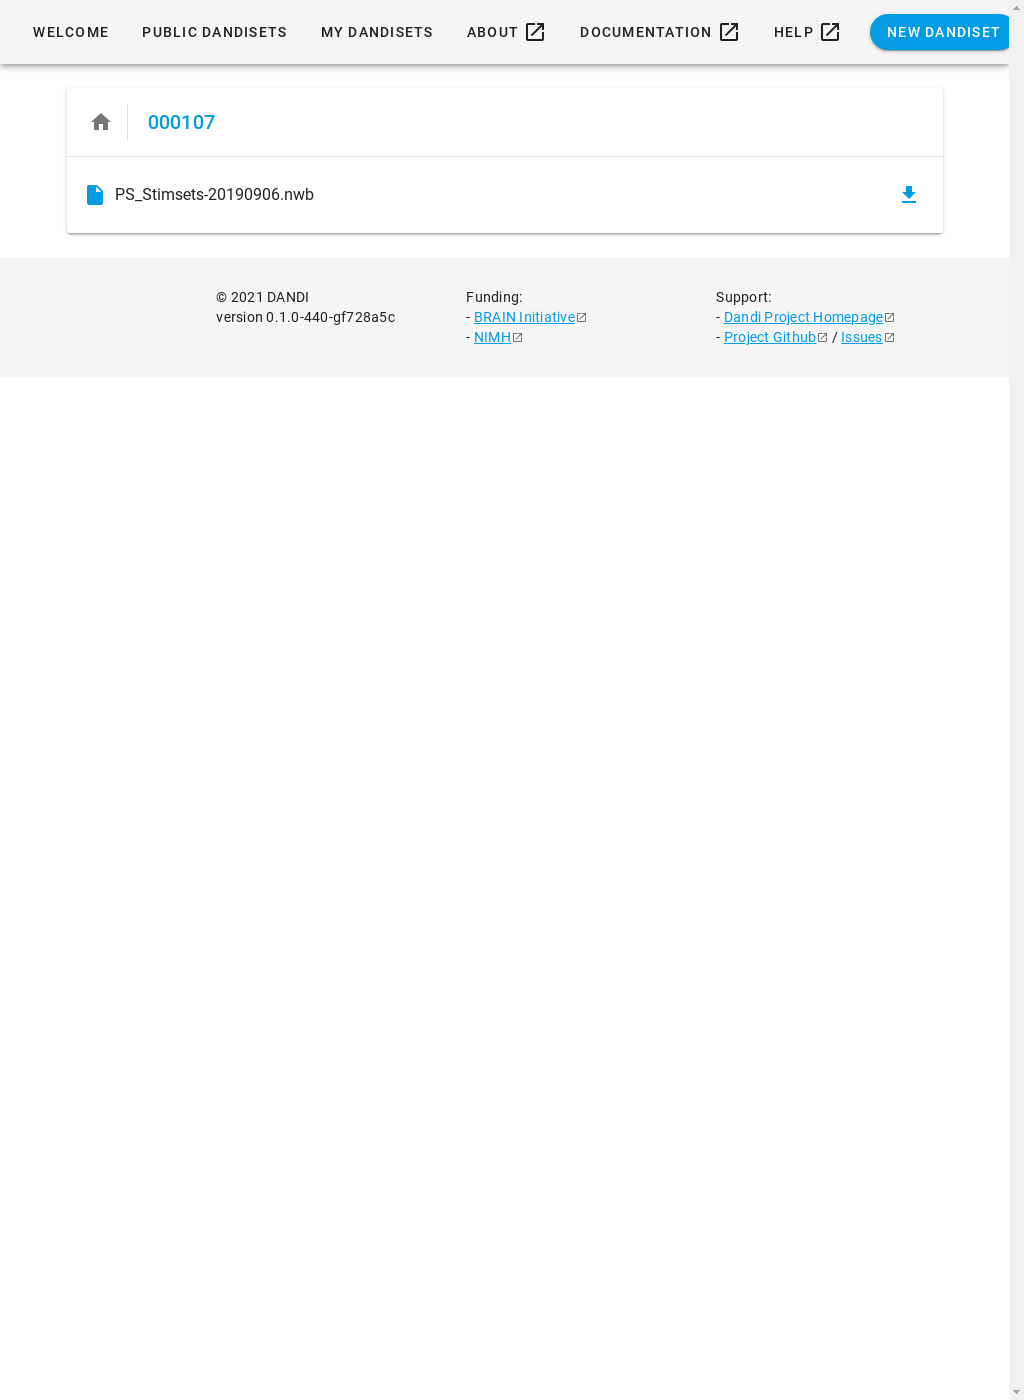 WELCOME PUBLIC DANDISETS MY DANDISETS ABOUT DOCUMENTATION HELP NEW DANDISET
000107
PS_Stimsets-20190906.nwb
© 2021 DANDI
version 0.1.0-440-gf728a5c
Funding:
- BRAIN Initiative
- NIMH
Support:
- Dandi Project Homepage
- Project Github / Issues